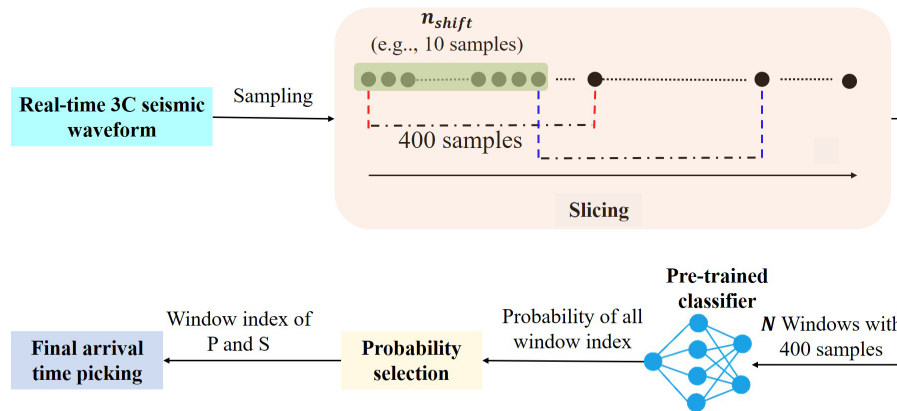 n_shift
(e.g.., 10 samples)
Real-time 3C seismic
waveform
Sampling
400 samples
Slicing
Pre-trained
classifier
Window index of
P and S
Probability of all
window index
N Windows with
400 samples
Final arrival
time picking
Probability
selection